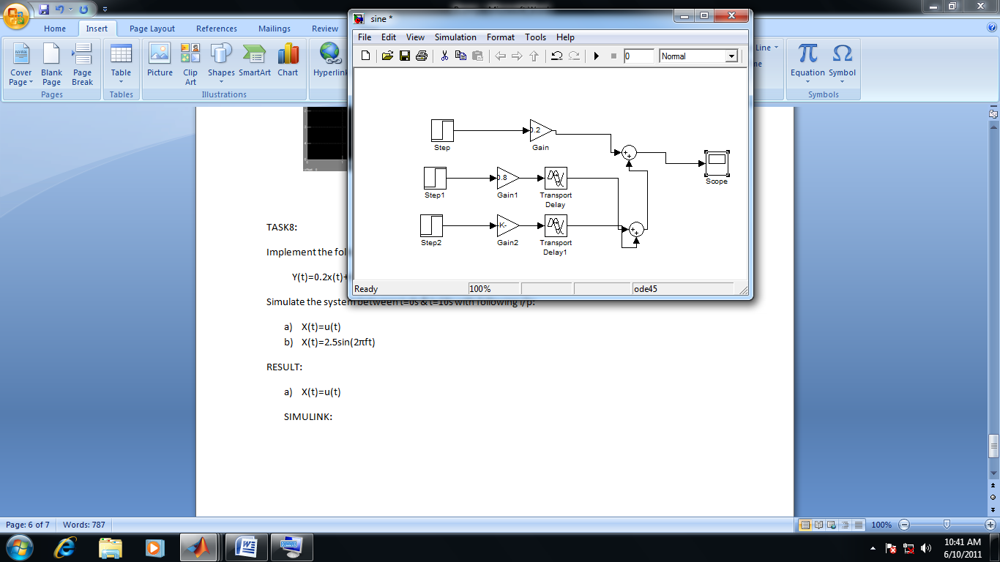 sine *
File Edit View Simulation Format Tools Help
0 Normal
Home Insert Page Layout References Mailings Review
Cover Page Blank Page Page Break
Pages
Table
Tables
Picture Clip Art Shapes SmartArt Chart
Illustrations
Hyperlink
Line
Equation Symbol
Symbols
Step
0.2
Gain
Scope
Step1
0.8
Gain1
Transport
Delay
Step2
-K-
Gain2
Transport
Delay1
Ready 100% ode45
TASK8:
Implement the fol
Y(t)=0.2x(t)+
Simulate the system between t=0s & t=10s with following i/p:
a) X(t)=u(t)
b) X(t)=2.5sin(2πft)
RESULT:
a) X(t)=u(t)
SIMULINK:
Page: 6 of 7 Words: 787 100%
10:41 AM
6/10/2011